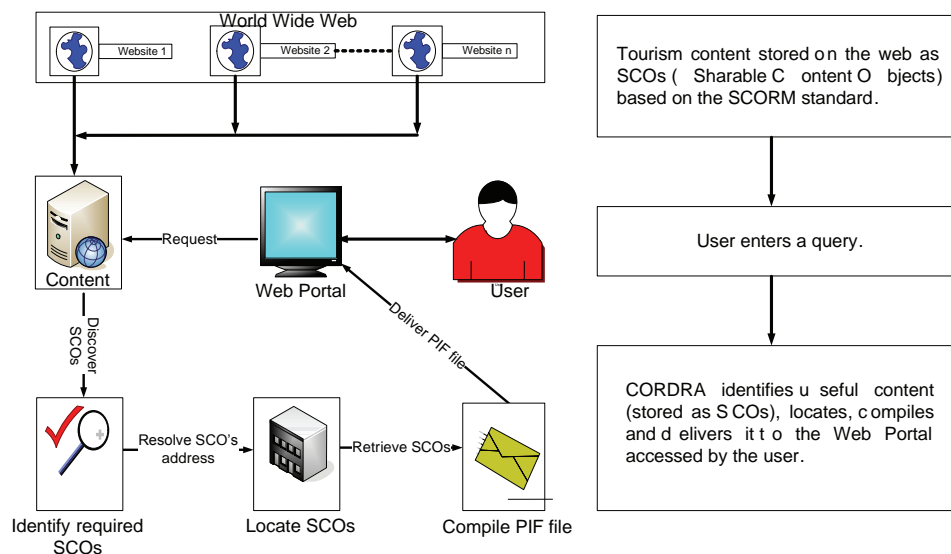 World Wide Web
Website 1
Website 2
Website n
Content
Request
Web Portal
User
Discover
SCOs
Deliver PIF file
Identify required
SCOs
Resolve SCO's
address
Locate SCOs
Retrieve SCOs
Compile PIF file
Tourism content stored on the web as
SCOs ( Sharable C ontent O bjects)
based on the SCORM standard.
User enters a query.
CORDRA identifies u seful content
(stored as S COs), locates, c ompiles
and d elivers it t o the Web Portal
accessed by the user.